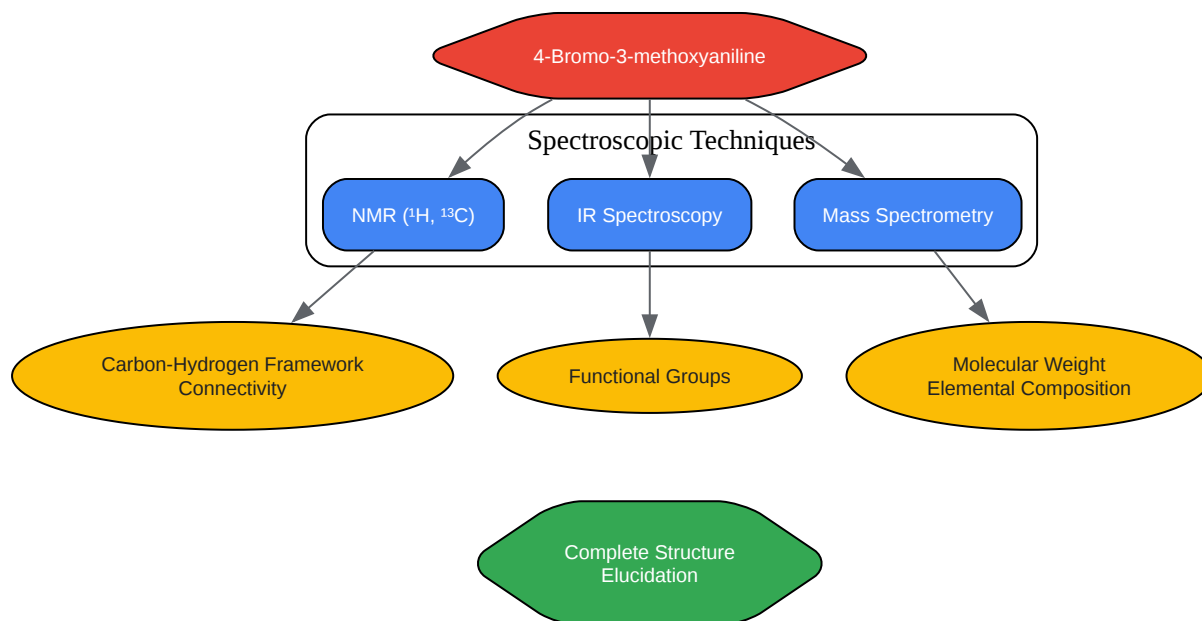 4-Bromo-3-methoxyaniline
Spectroscopic Techniques
NMR (¹H, ¹³C)
IR Spectroscopy
Mass Spectrometry
Carbon-Hydrogen Framework
Connectivity
Functional Groups
Molecular Weight
Elemental Composition
Complete Structure
Elucidation